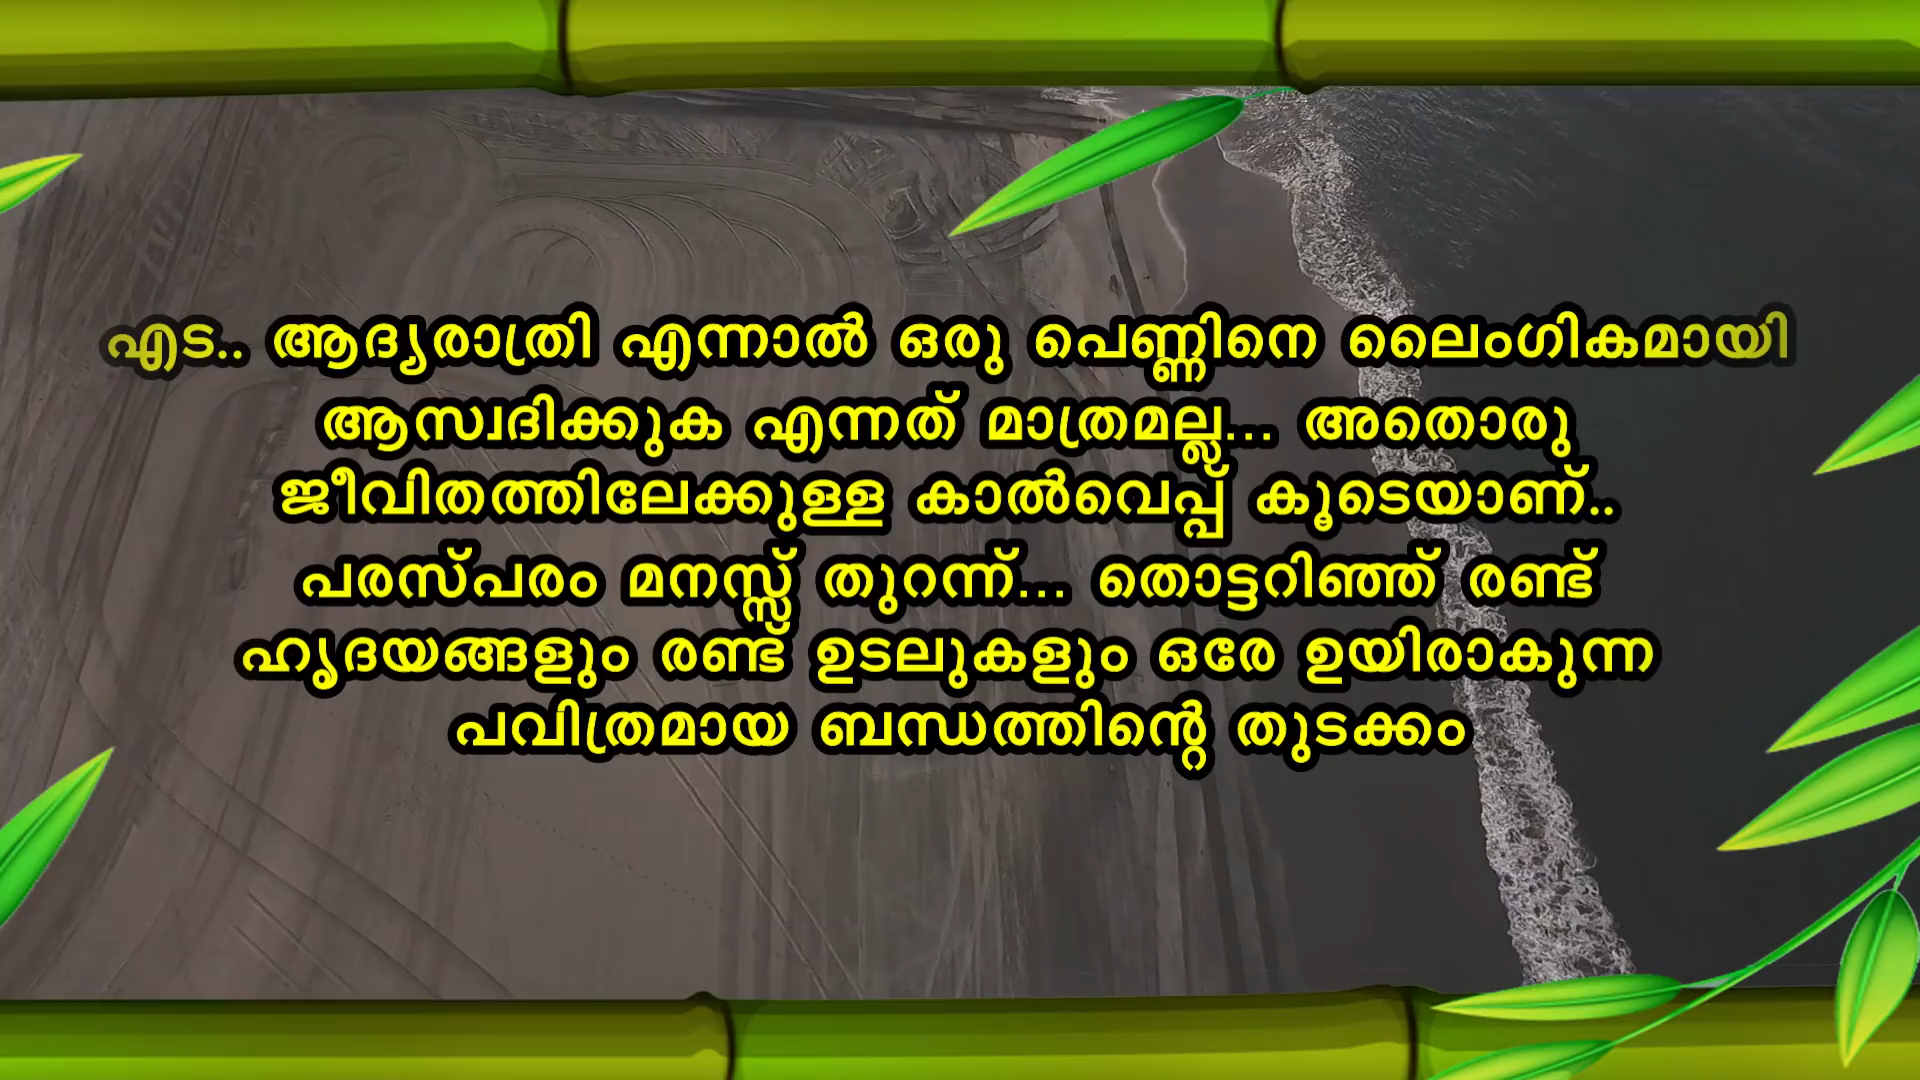 എട.. ആദ്യരാത്രി എന്നാൽ ഒരു പെണ്ണിനെ ലൈംഗികമായി
ആസ്വദിക്കുക എന്നത് മാത്രമല്ല... അതൊരു
ജീവിതത്തിലേക്കുള്ള കാൽവെപ്പ് കൂടെയാണ്..
പരസ്പരം മനസ്സ് തുറന്ന്... തൊട്ടറിഞ്ഞ് രണ്ട്
ഹൃദയങ്ങളും രണ്ട് ഉടലുകളും ഒരേ ഉയിരാകുന്ന
പവിത്രമായ ബന്ധത്തിന്റെ തുടക്കം